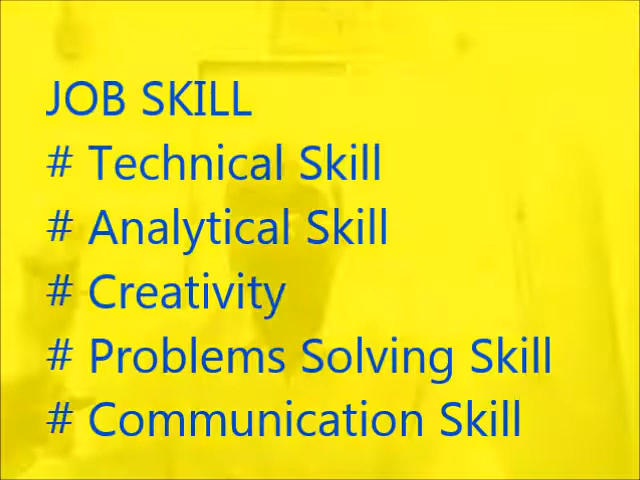 JOB SKILL
# Technical Skill
# Analytical Skill
# Creativity
# Problems Solving Skill
# Communication Skill